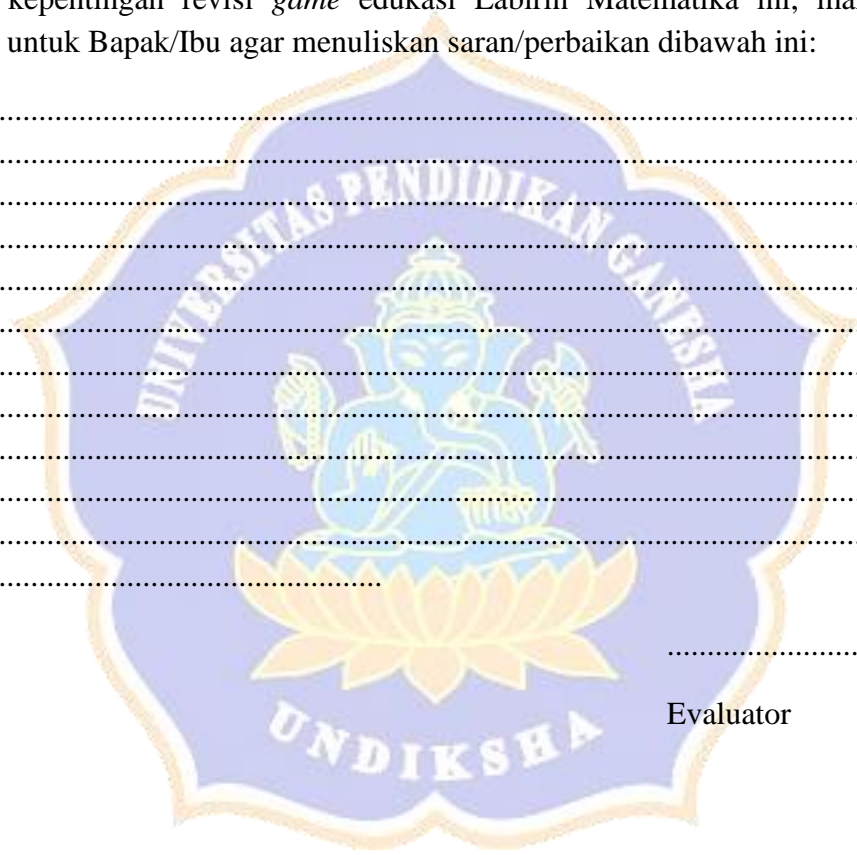 kepentingan revisi game edukasi Labirin Matematika ini,
untuk Bapak/Ibu agar menuliskan saran/perbaikan dibawah ini:
................................................................................................
................................................................................................
................................................................................................
................................................................................................
................................................................................................
................................................................................................
................................................................................................
................................................................................................
................................................................................................
................................................................................................
................................................................................................
...............................................
UNIVERSITAS PENDIDIKAN GANESHA
........................
Evaluator
UNDIKSHA